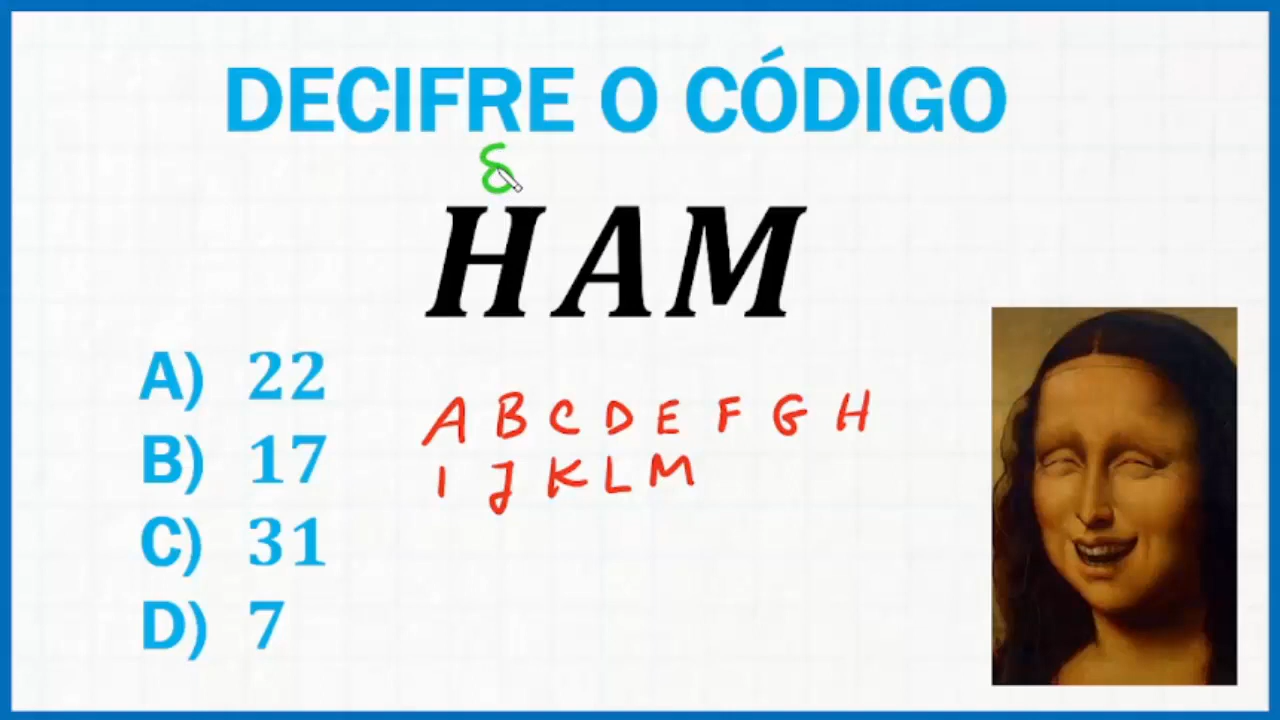 DECIFRE O CÓDIGO
8
HAM
A) 22
B) 17
C) 31
D) 7
A B C D E F G H
I J K L M